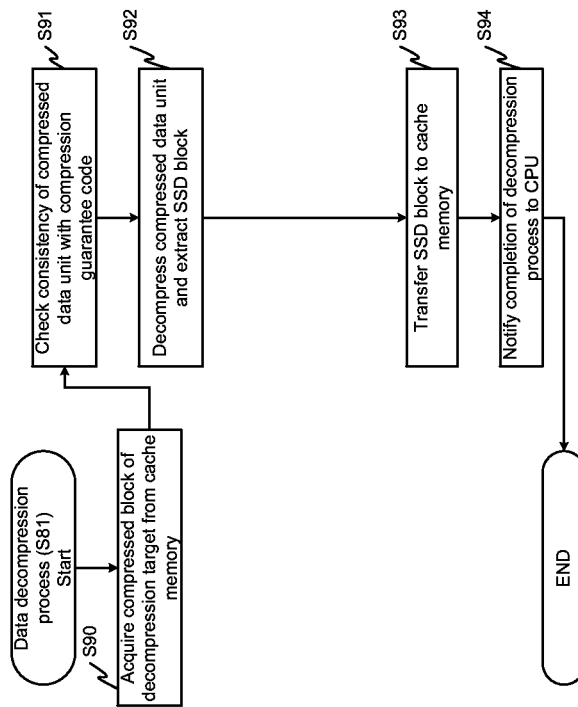 Data decompression
process (S81)
Start
S90
Acquire compressed block of
decompression target from cache
memory
S91
Check consistency of compressed
data unit with compression
guarantee code
S92
Decompress compressed data unit
and extract SSD block
S93
Transfer SSD block to cache
memory
S94
Notify completion of decompression
process to CPU
END